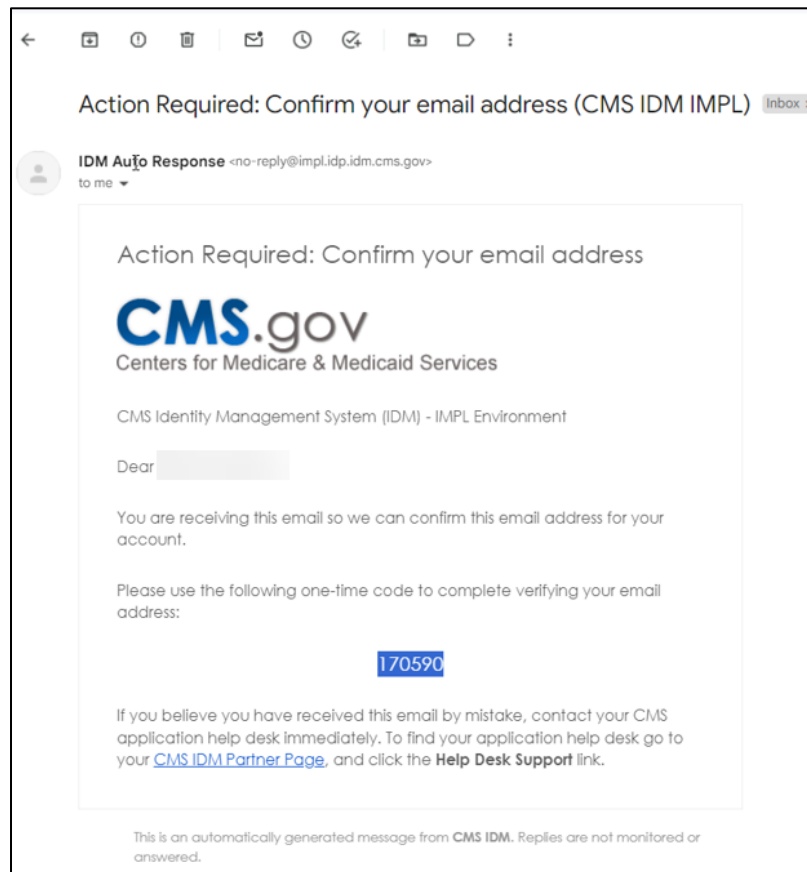 Action Required: Confirm your email address (CMS IDM IMPL) Inbox
IDM Auto Response <no-reply@impl.idp.idm.cms.gov>
to me
Action Required: Confirm your email address
CMS.gov
Centers for Medicare & Medicaid Services
CMS Identity Management System (IDM) - IMPL Environment
Dear
You are receiving this email so we can confirm this email address for your
account.
Please use the following one-time code to complete verifying your email
address:
170590
If you believe you have received this email by mistake, contact your CMS
application help desk immediately. To find your application help desk go to
your CMS IDM Partner Page, and click the Help Desk Support link.
This is an automatically generated message from CMS IDM. Replies are not monitored or
answered.